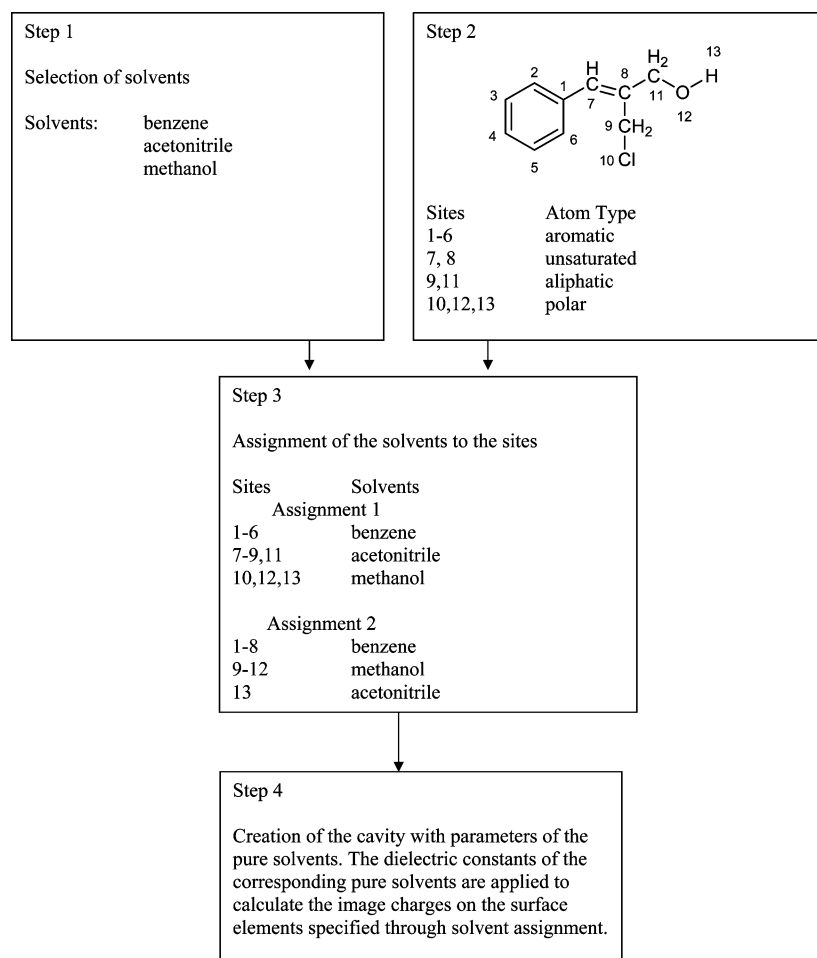 Step 1
Selection of solvents
Solvents: benzene
acetonitrile
methanol
Step 2
H
H2
13
H
2
8
C
1
C
3
7
11
O
12
9
CH2
4
6
10
Cl
5
Sites Atom Type
1-6 aromatic
7, 8 unsaturated
9,11 aliphatic
10,12,13 polar
Step 3
Assignment of the solvents to the sites
Sites Solvents
Assignment 1
1-6 benzene
7-9,11 acetonitrile
10,12,13 methanol
Assignment 2
1-8 benzene
9-12 methanol
13 acetonitrile
Step 4
Creation of the cavity with parameters of the
pure solvents. The dielectric constants of the
corresponding pure solvents are applied to
calculate the image charges on the surface
elements specified through solvent assignment.